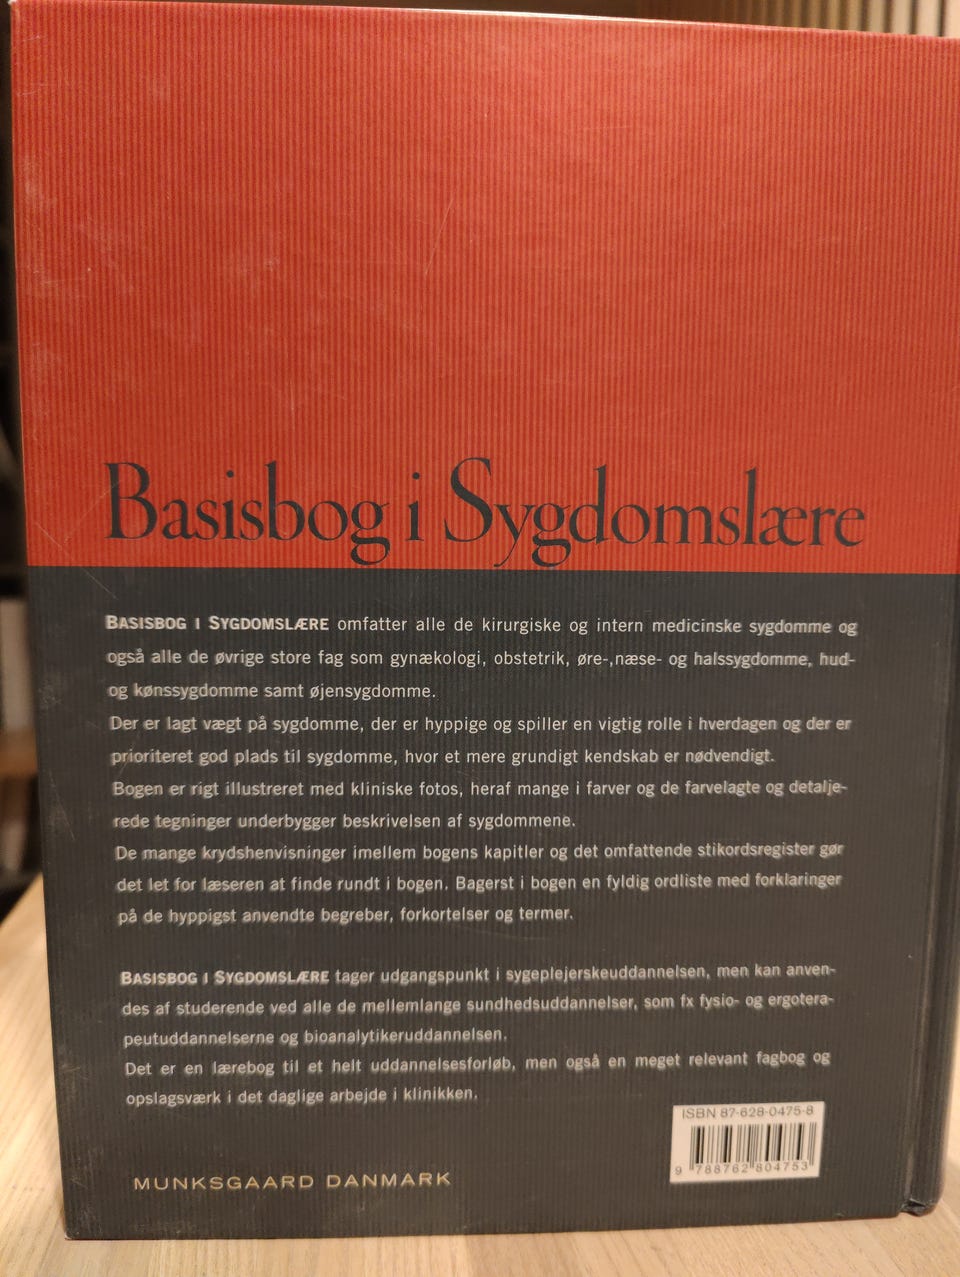 Basisbog i Sygdomslære
BASISBOG I SYGDOMSLÆRE omfatter alle de kirurgiske og intern medicinske sygdomme og
også alle de øvrige store fag som gynækologi, obstetrik, øre-,næse- og halssygdomme, hud-
og kønssygdomme samt øjensygdomme.
Der er lagt vægt på sygdomme, der er hyppige og spiller en vigtig rolle i hverdagen og der er
prioriteret god plads til sygdomme, hvor et mere grundigt kendskab er nødvendigt.
Bogen er rigt illustreret med kliniske fotos, heraf mange i farver og de farvelagte og detalje-
rede tegninger underbygger beskrivelsen af sygdommene.
De mange krydshenvisninger imellem bogens kapitler og det omfattende stikordsregister gør
det let for læseren at finde rundt i bogen. Bagerst i bogen en fyldig ordliste med forklaringer
på de hyppigst anvendte begreber, forkortelser og termer.
BASISBOG I SYGDOMSLÆRE tager udgangspunkt i sygeplejerskeuddannelsen, men kan anven-
des af studerende ved alle de mellemlange sundhedsuddannelser, som fx fysio- og ergotera-
peutuddannelserne og bioanalytikeruddannelsen.
Det er en lærebog til et helt uddannelsesforløb, men også en meget relevant fagbog og
opslagsværk i det daglige arbejde i klinikken.
ISBN 87-628-0475-8
9 788762 804753
MUNKSGAARD DANMARK